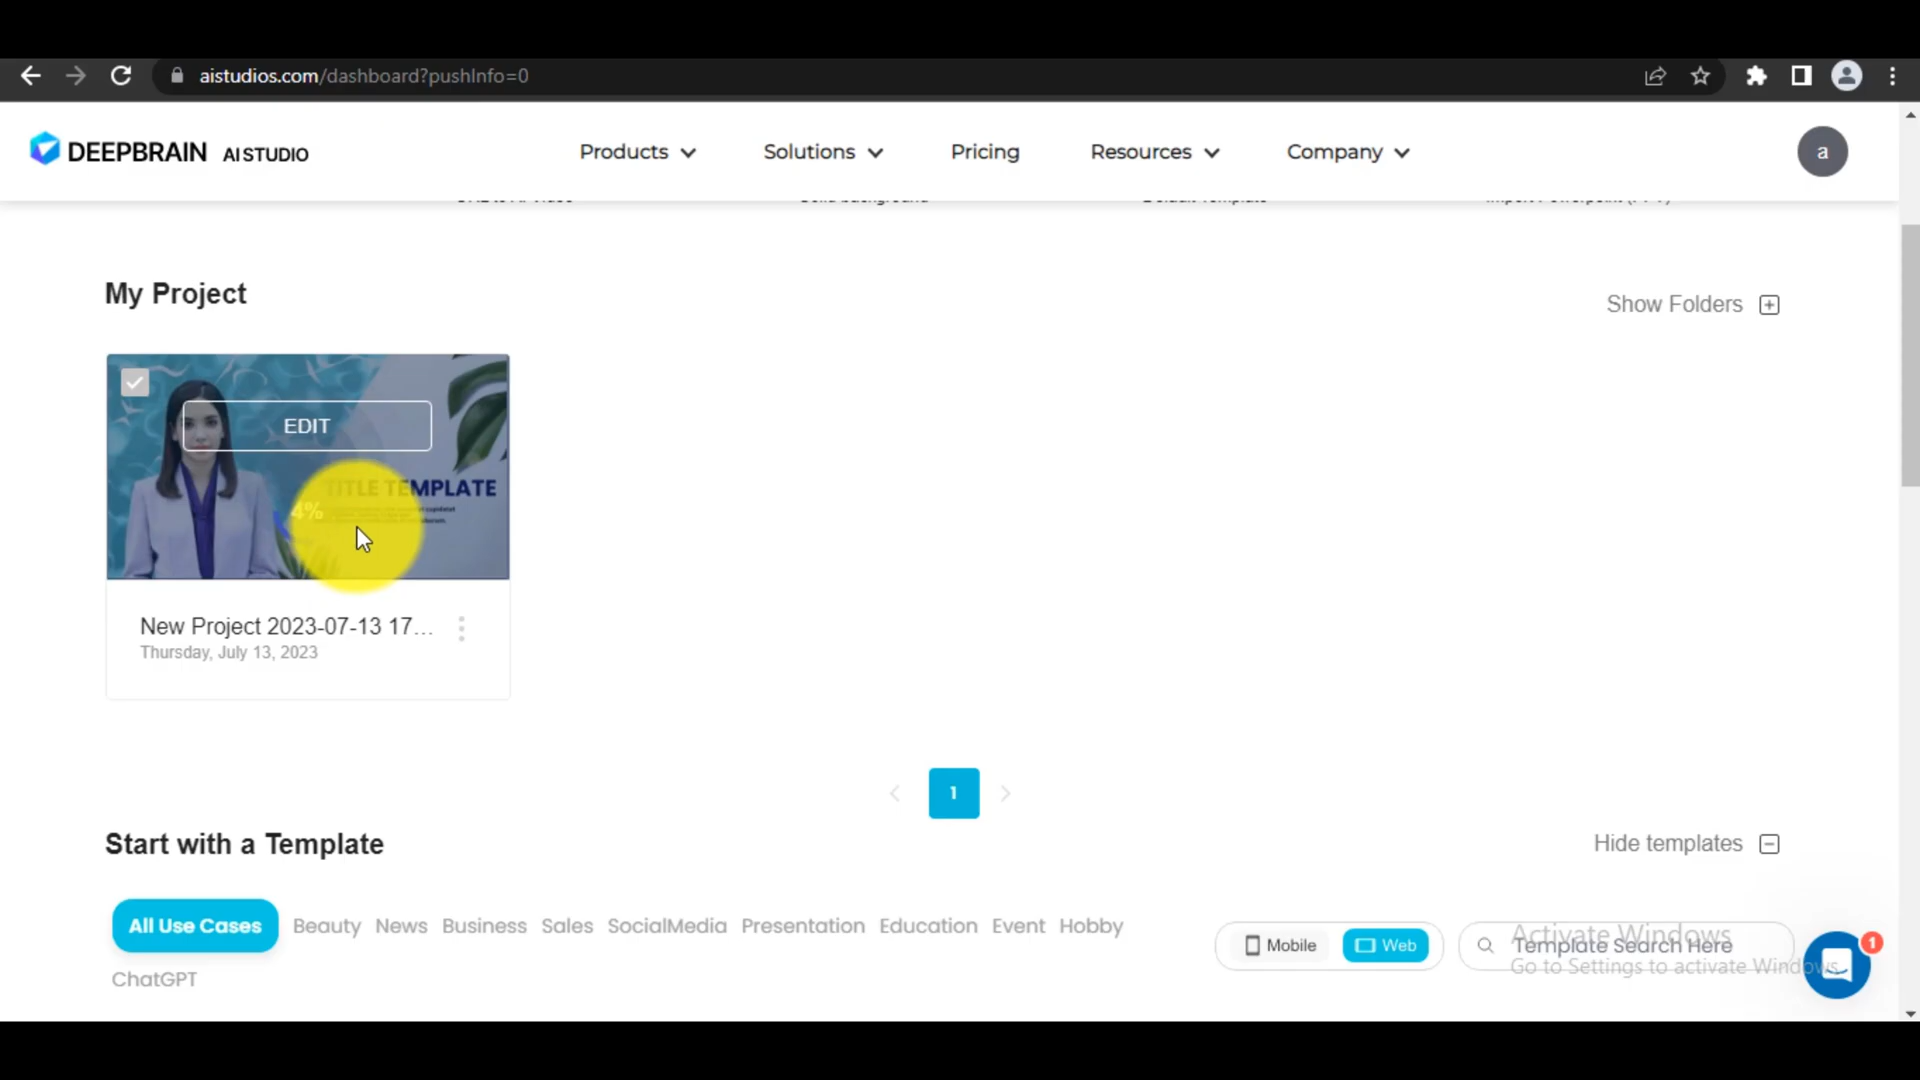 aistudios.com/dashboard?pushInfo=0
DEEPBRAIN AI STUDIO
Products
Solutions
Pricing
Resources
Company
a
My Project
Show Folders
EDIT
TITLE TEMPLATE
4%
New Project 2023-07-13 17...
Thursday, July 13, 2023
1
Start with a Template
Hide templates
All Use Cases Beauty News Business Sales SocialMedia Presentation Education Event Hobby
ChatGPT
Mobile
Web
Template Search Here
Activate Windows
Go to Settings to activate Windows.
1